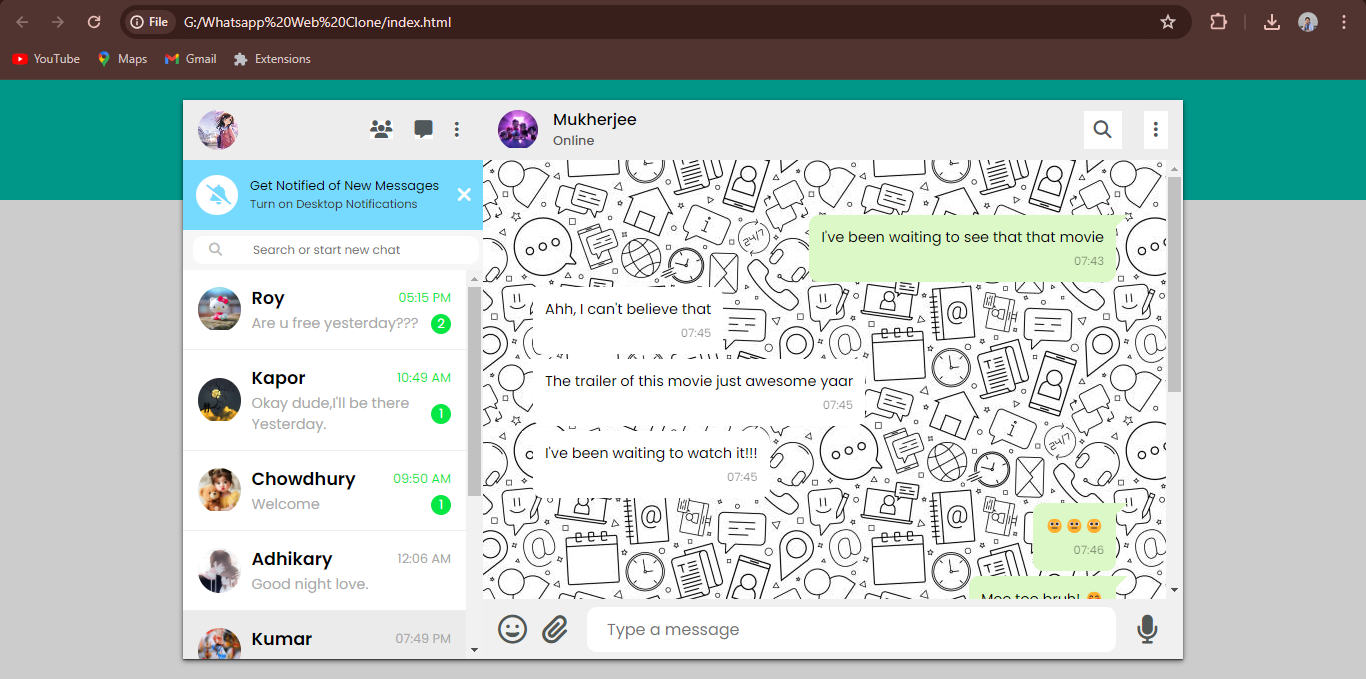 File
G:/Whatsapp%20Web%20Clone/index.html
YouTube
Maps
Gmail
Extensions
Mukherjee
Online
Get Notified of New Messages
Turn on Desktop Notifications
Search or start new chat
Roy
05:15 PM
Are u free yesterday???
2
Kapor
10:49 AM
Okay dude,I'll be there
Yesterday.
1
Chowdhury
09:50 AM
Welcome
1
Adhikary
12:06 AM
Good night love.
Kumar
07:49 PM
I've been waiting to see that that movie
07:43
Ahh, I can't believe that
07:45
The trailer of this movie just awesome yaar
07:45
I've been waiting to watch it!!!
07:45
😐😐😐
07:46
Mee too bruh! 😊
24/7
24/7
Type a message